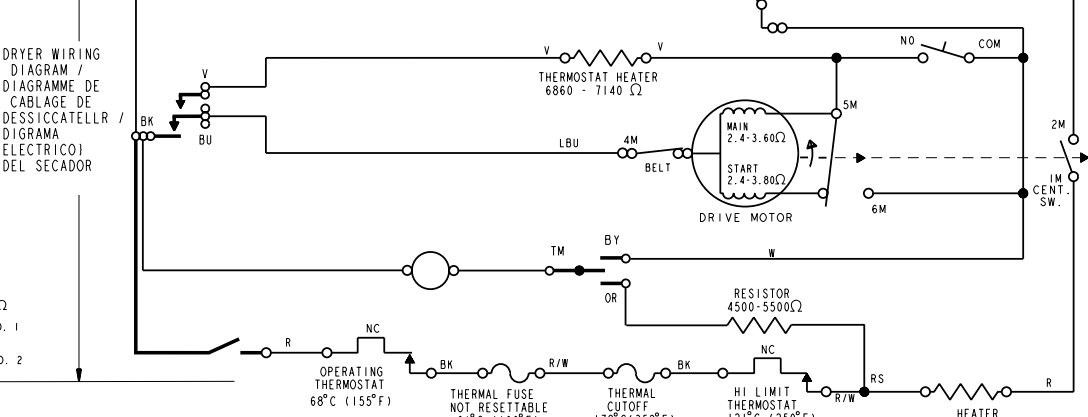 DRYER WIRING
DIAGRAM /
DIAGRAMME DE
CABLAGE DE
DESSICCATELLR /
DIGRAMA
ELECTRICO)
DEL SECADOR
V
BK
BU
V
V
THERMOSTAT HEATER
6860 - 7140 Ω
NO
COM
5M
MAIN
2.4-3.60Ω
START
2.4-3.80Ω
LBU
4M
BELT
DRIVE MOTOR
6M
2M
1M
CENT.
SW.
TM
BY
OR
W
RESISTOR
4500-5500Ω
Ω
O. 1
O. 2
R
NC
OPERATING
THERMOSTAT
68°C (155°F)
BK
THERMAL FUSE
NOT RESETTABLE
R/W
THERMAL
CUTOFF
BK
NC
HI LIMIT
THERMOSTAT
R/W
RS
HEATER
R